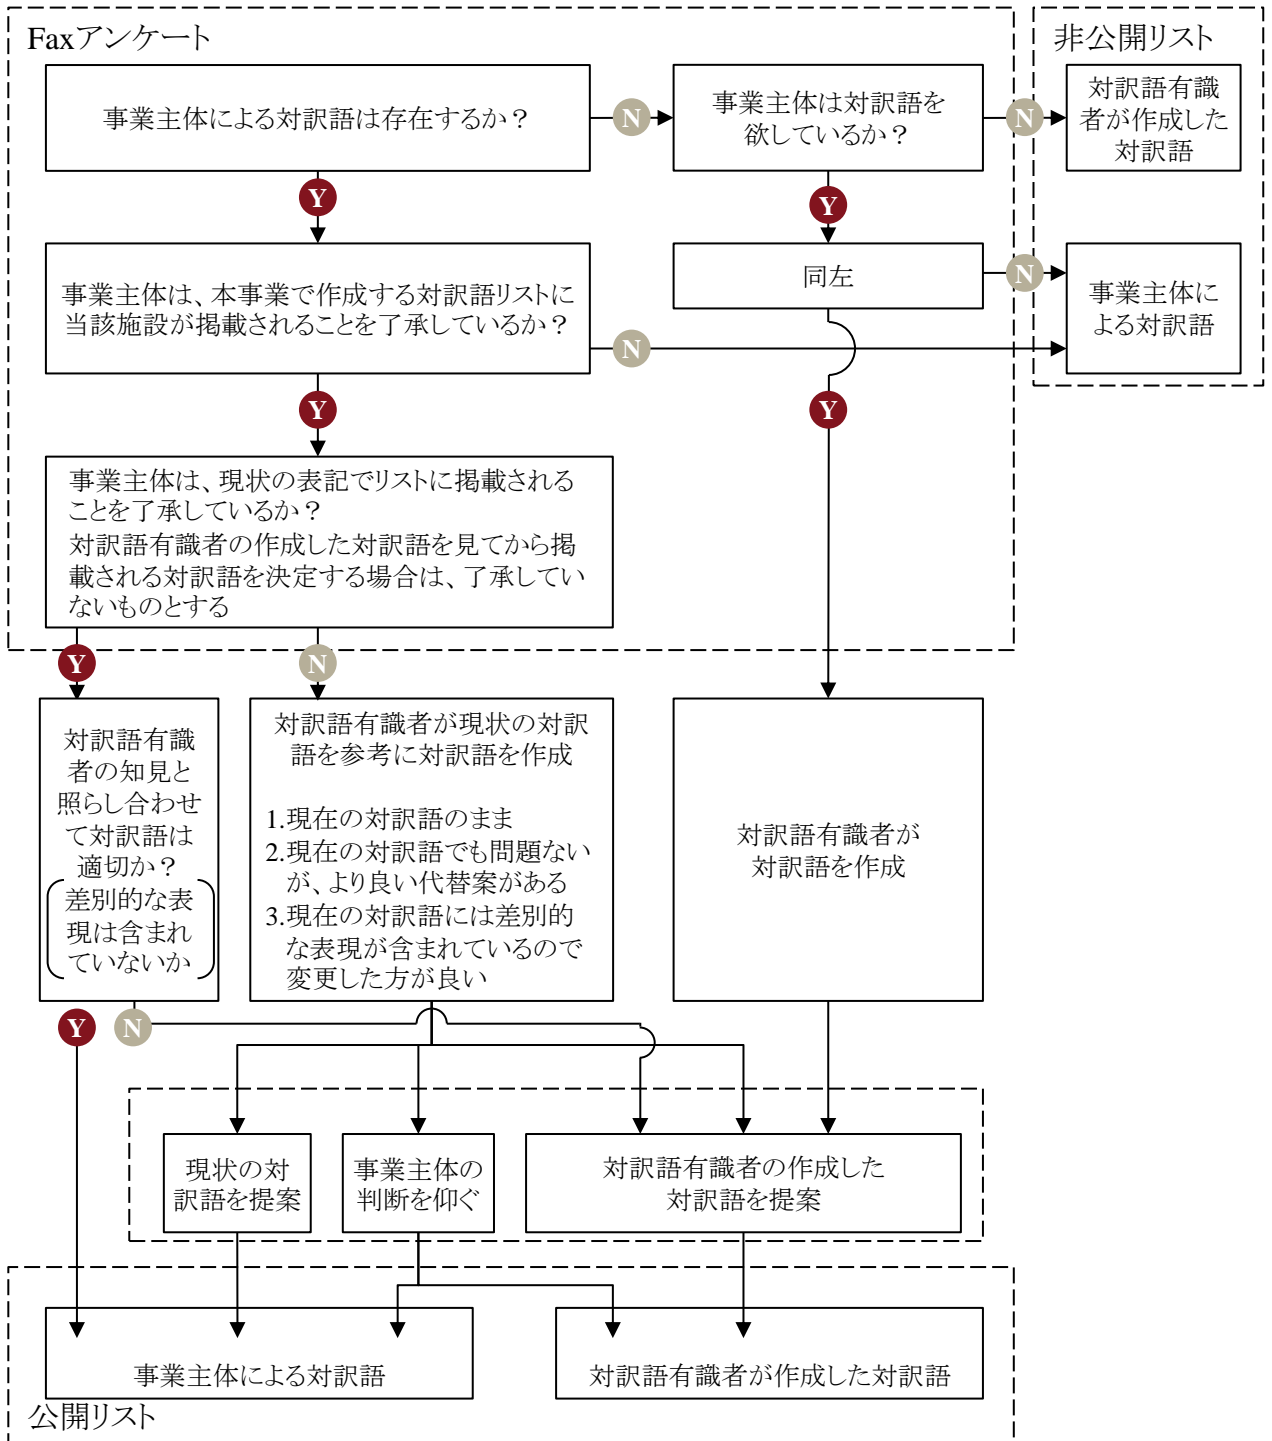 Faxアンケート
非公開リスト
事業主体による対訳語は存在するか？
N
事業主体は対訳語を
欲しているか？
N
対訳語有識
者が作成した
対訳語
Y
Y
事業主体は、本事業で作成する対訳語リストに
当該施設が掲載されることを了承しているか？
N
同左
N
事業主体に
よる対訳語
Y
Y
事業主体は、現状の表記でリストに掲載される
ことを了承しているか？
対訳語有識者の作成した対訳語を見てから掲
載される対訳語を決定する場合は、了承してい
ないものとする
Y
N
対訳語有識
者の知見と
照らし合わせ
て対訳語は
適切か？
差別的な表
現は含まれ
ていないか
対訳語有識者が現状の対訳
語を参考に対訳語を作成
1.現在の対訳語のまま
2.現在の対訳語でも問題ない
が、より良い代替案がある
3.現在の対訳語には差別的
な表現が含まれているので
変更した方が良い
対訳語有識者が
対訳語を作成
Y
N
現状の対
訳語を提案
事業主体の
判断を仰ぐ
対訳語有識者の作成した
対訳語を提案
事業主体による対訳語
対訳語有識者が作成した対訳語
公開リスト